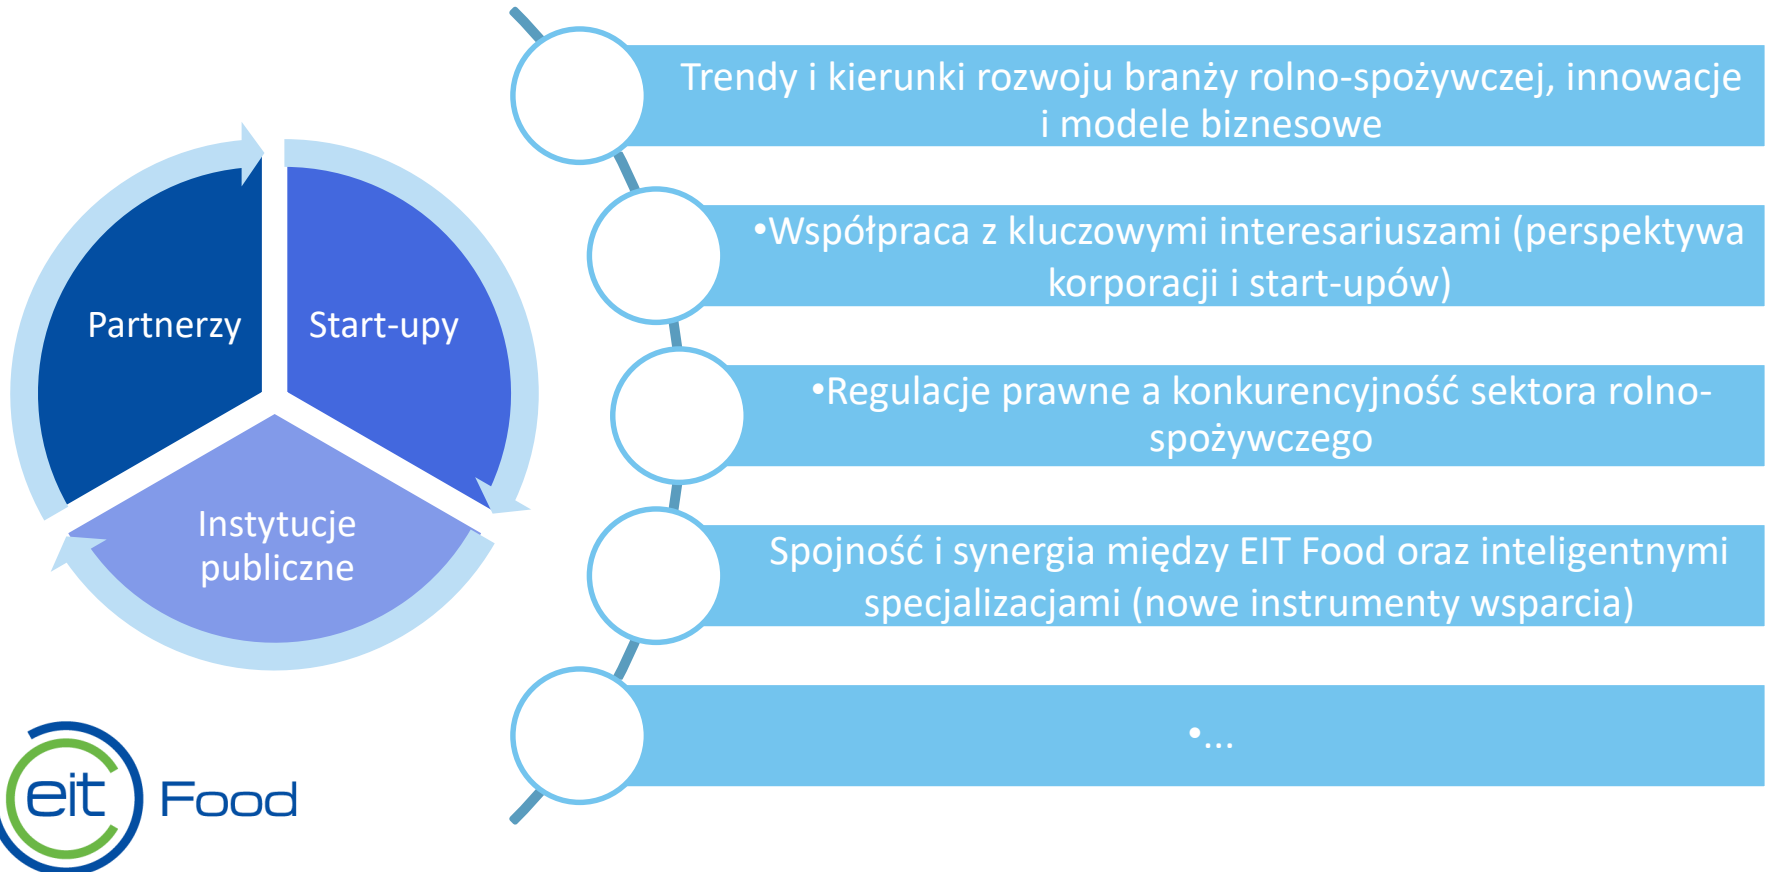 Partnerzy
Start-upy
Instytucje
publiczne
eit Food
Trendy i kierunki rozwoju branży rolno-spożywczej, innowacje
i modele biznesowe
•Współpraca z kluczowymi interesariuszami (perspektywa
korporacji i start-upów)
•Regulacje prawne a konkurencyjność sektora rolno-
spożywczego
Spojność i synergia między EIT Food oraz inteligentnymi
specjalizacjami (nowe instrumenty wsparcia)
•...